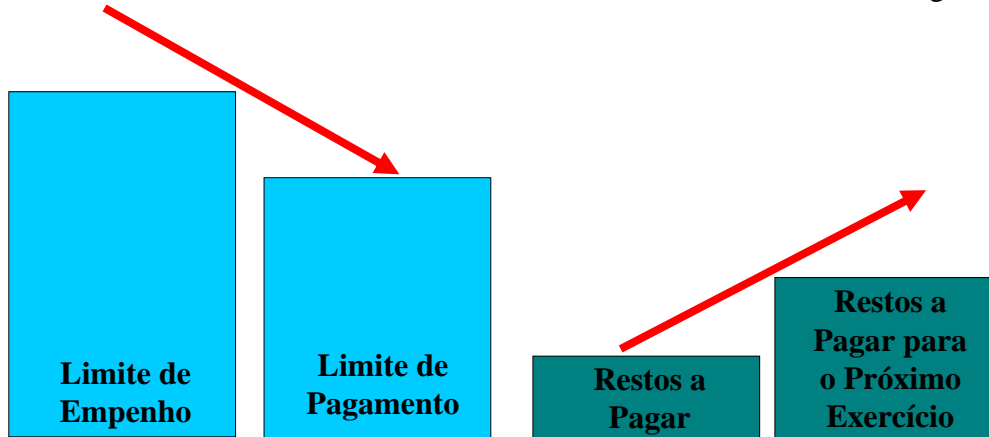 Limite de
Empenho
Limite de
Pagamento
Restos a
Pagar
Restos a
Pagar para
o Próximo
Exercício